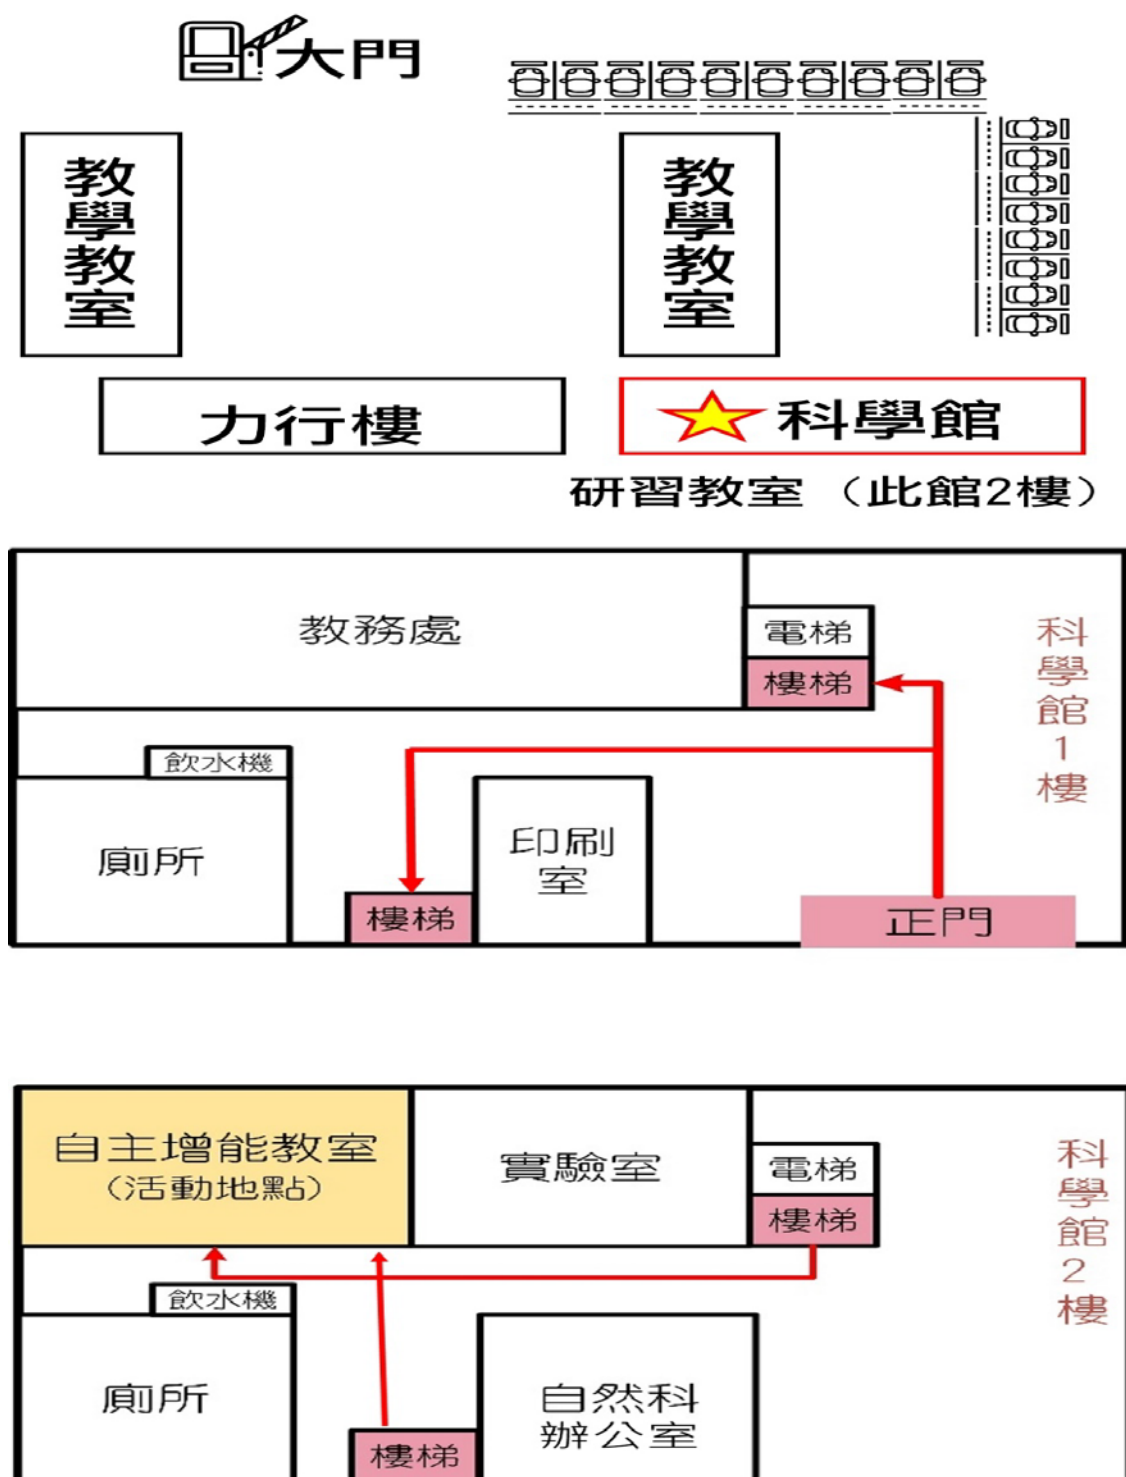 大門
教學教室
教學教室
力行樓
科學館
研習教室（此館2樓）
教務處
電梯
樓梯
科學館1樓
飲水機
廁所
印刷
室
樓梯
正門
自主增能教室
（活動地點）
實驗室
電梯
樓梯
科學館2樓
飲水機
廁所
自然科
辦公室
樓梯